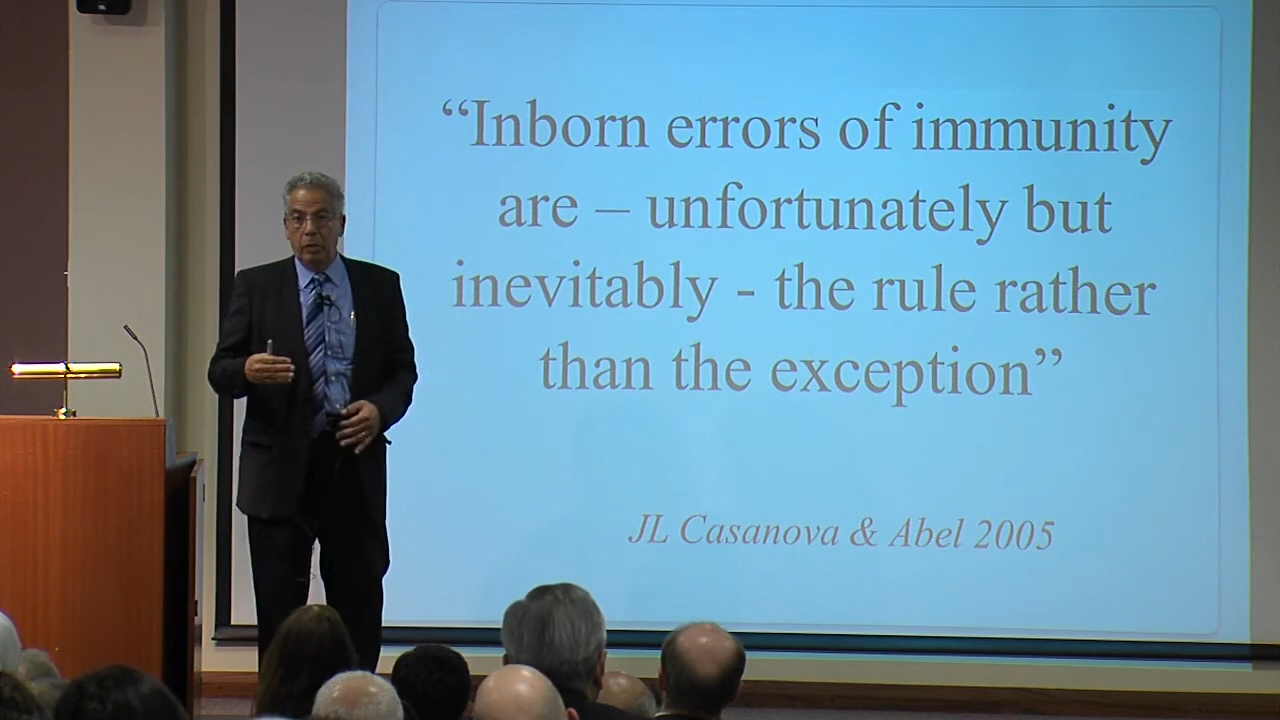 “Inborn errors of immunity
are – unfortunately but
inevitably - the rule rather
than the exception”
JL Casanova & Abel 2005